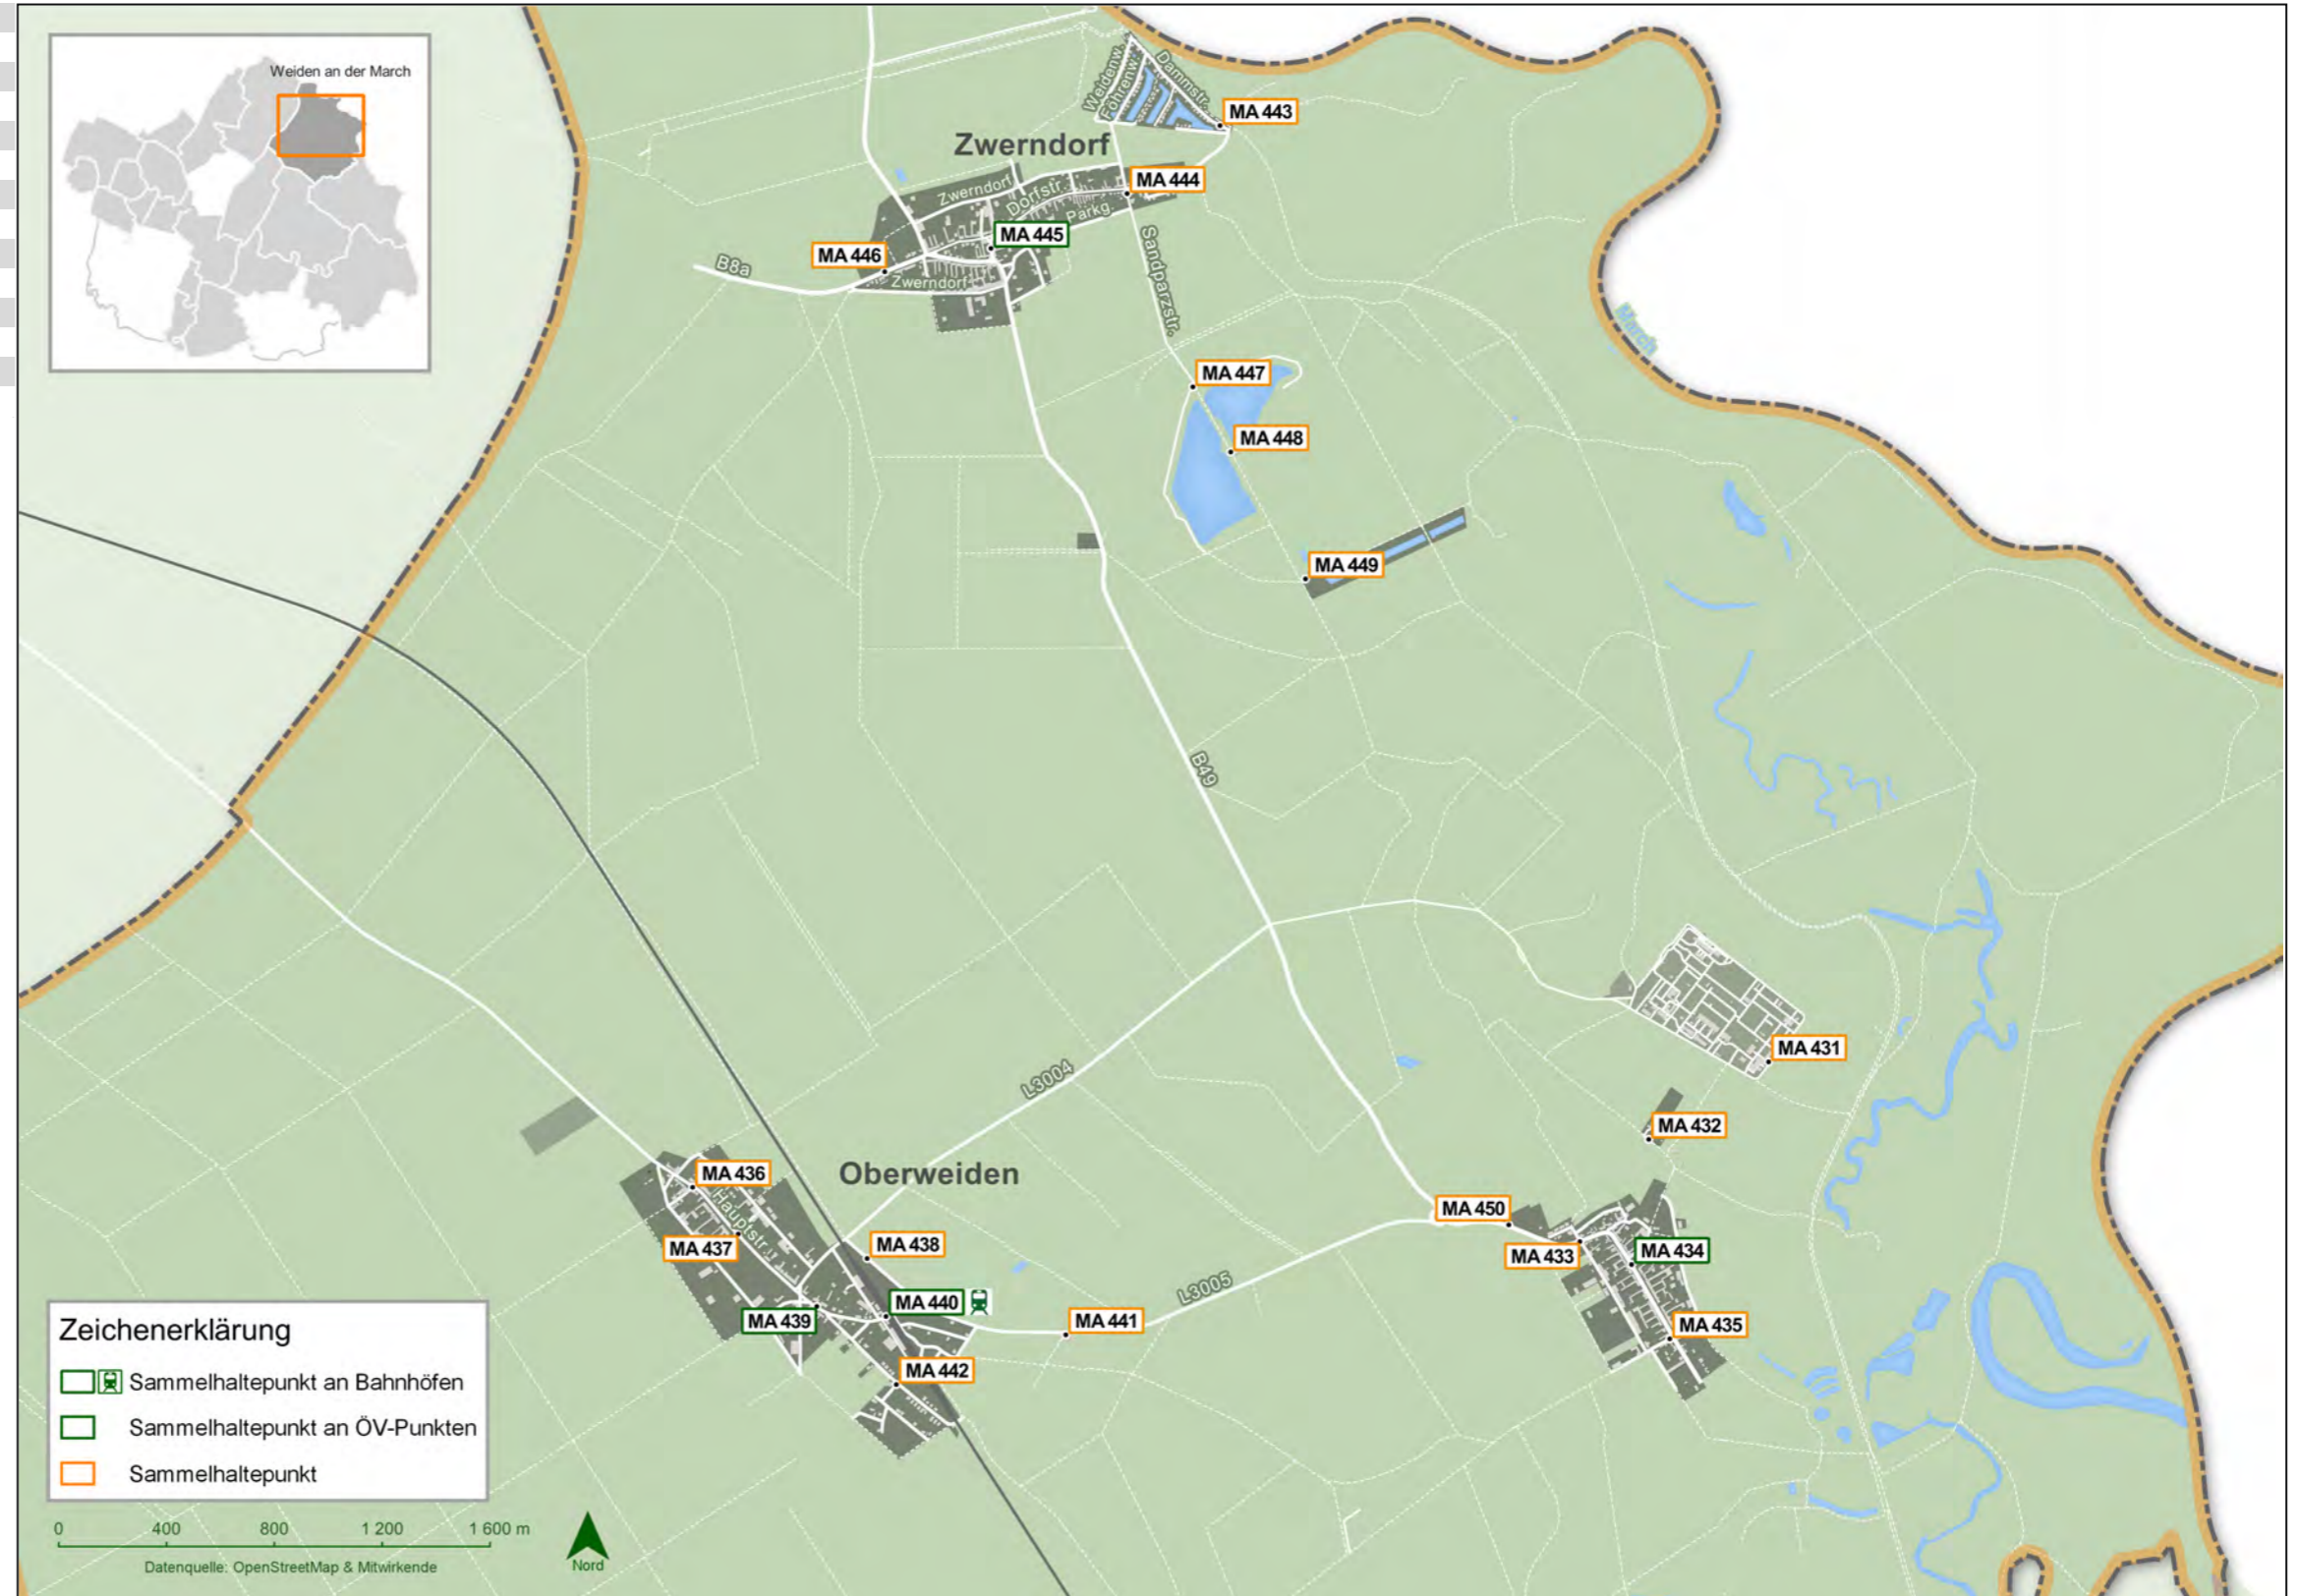 Weiden an der March
Weidenw.
Föhrenw.
Dammstr.
MA 443
Zwerndorf
MA 444
Zwerndorf
Dorfstr.
Parkg.
MA 445
MA 446
B8a
Zwerndorf
Sandparzstr.
March
MA 447
MA 448
MA 449
B49
MA 431
L3004
MA 432
Oberweiden
MA 436
Hauptstr.
MA 450
MA 437
MA 438
MA 433
MA 434
L3005
MA 440
MA 439
MA 441
MA 435
MA 442
Zeichenerklärung
Sammelhaltepunkt an Bahnhöfen
Sammelhaltepunkt an ÖV-Punkten
Sammelhaltepunkt
0 400 800 1 200 1 600 m
Datenquelle: OpenStreetMap & Mitwirkende
Nord